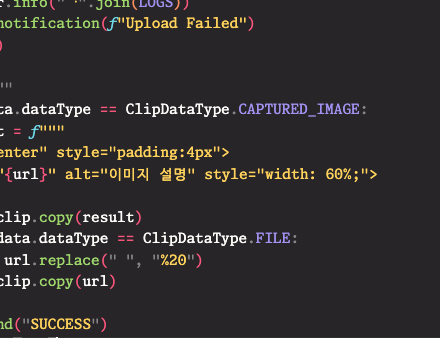 r.info(" ·".join(LOGS))
notification(f"Upload Failed")
)
""
ta.dataType == ClipDataType.CAPTURED_IMAGE:
t = f"""
enter" style="padding:4px">
"{url}" alt="이미지 설명" style="width: 60%;">
clip.copy(result)
data.dataType == ClipDataType.FILE:
url.replace(" ", "%20")
clip.copy(url)
nd("SUCCESS")